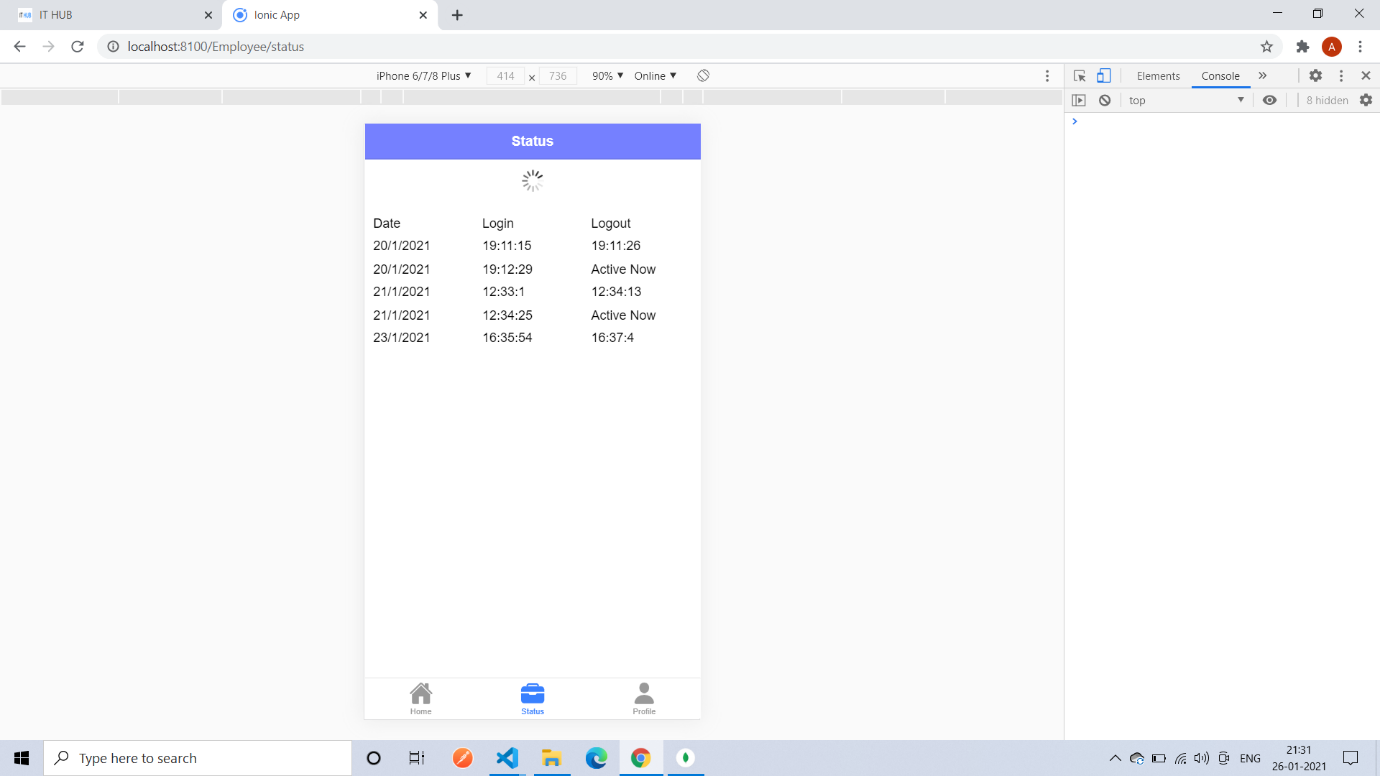 IT HUB
Ionic App
localhost:8100/Employee/status
A
iPhone 6/7/8 Plus 414 x 736 90% Online
Elements Console
top 8 hidden
Status
Date Login Logout
20/1/2021 19:11:15 19:11:26
20/1/2021 19:12:29 Active Now
21/1/2021 12:33:1 12:34:13
21/1/2021 12:34:25 Active Now
23/1/2021 16:35:54 16:37:4
Home Status Profile
Type here to search
ENG
21:31
26-01-2021